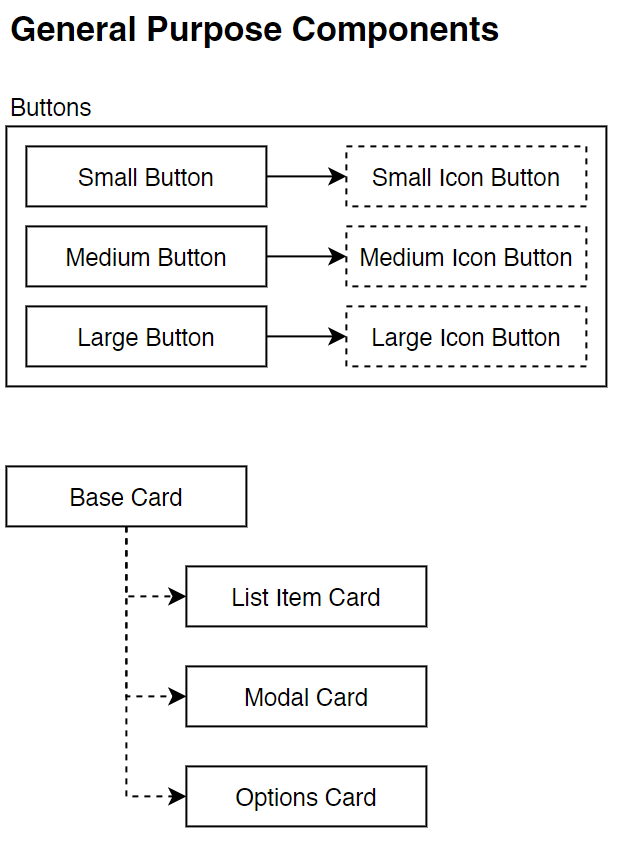 General Purpose Components
Buttons
Small Button
Small Icon Button
Medium Button
Medium Icon Button
Large Button
Large Icon Button
Base Card
List Item Card
Modal Card
Options Card